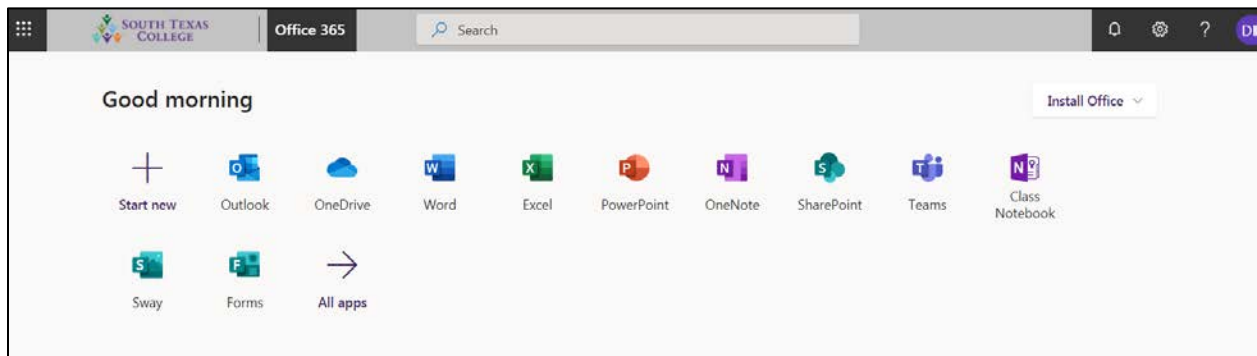 SOUTH TEXAS
COLLEGE
Office 365
Search
?
Good morning
Install Office
Start new
Outlook
OneDrive
Word
Excel
PowerPoint
OneNote
SharePoint
Teams
Class
Notebook
Sway
Forms
All apps